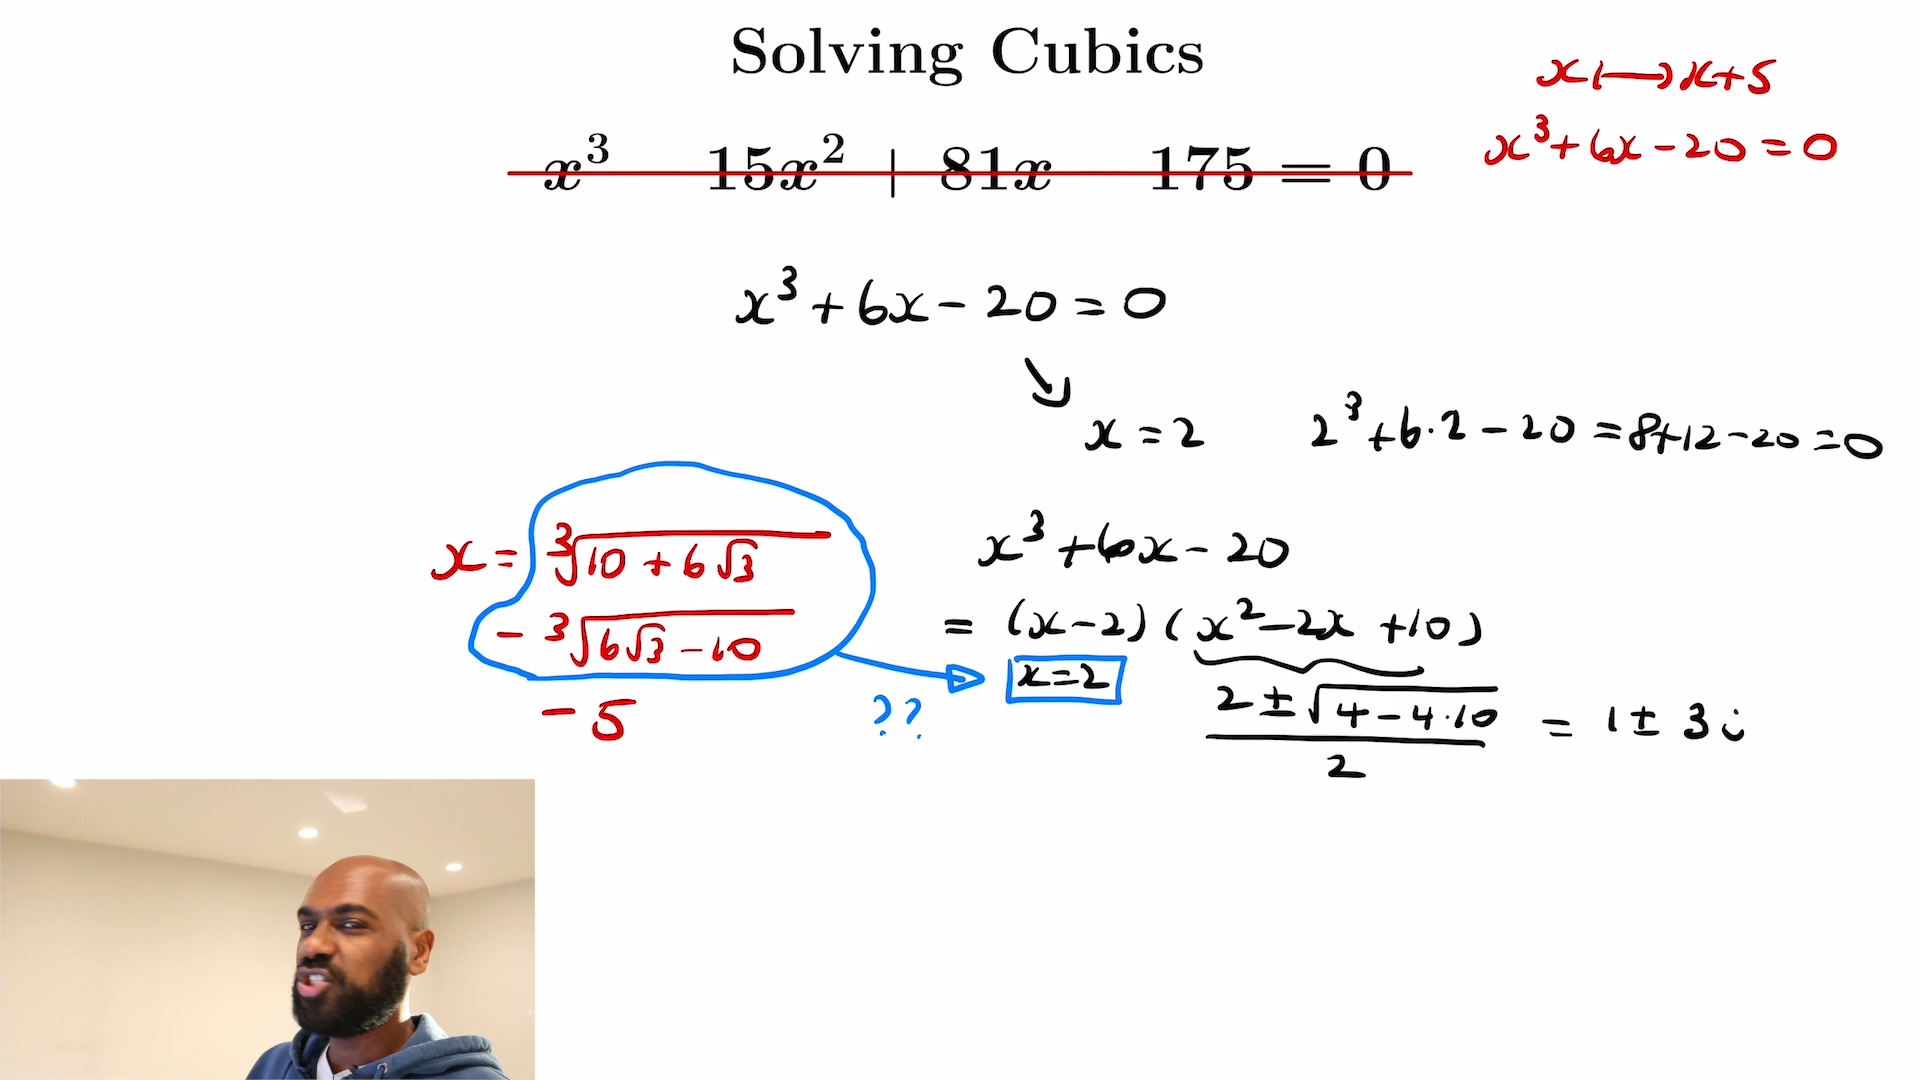 Solving Cubics
x ↦ x+5
x³ + 6x − 20 = 0
x³ − 15x² + 81x − 175 = 0
x³ + 6x − 20 = 0
↘
x = 2
2³ + 6·2 − 20 = 8+12−20 = 0
x = ∛(10 + 6√3)
− ∛(6√3 − 10)
− 5
??
x³ + 6x − 20
= (x−2)(x²−2x+10)
x=2
(2 ± √(4 − 4·10))/2 = 1 ± 3i